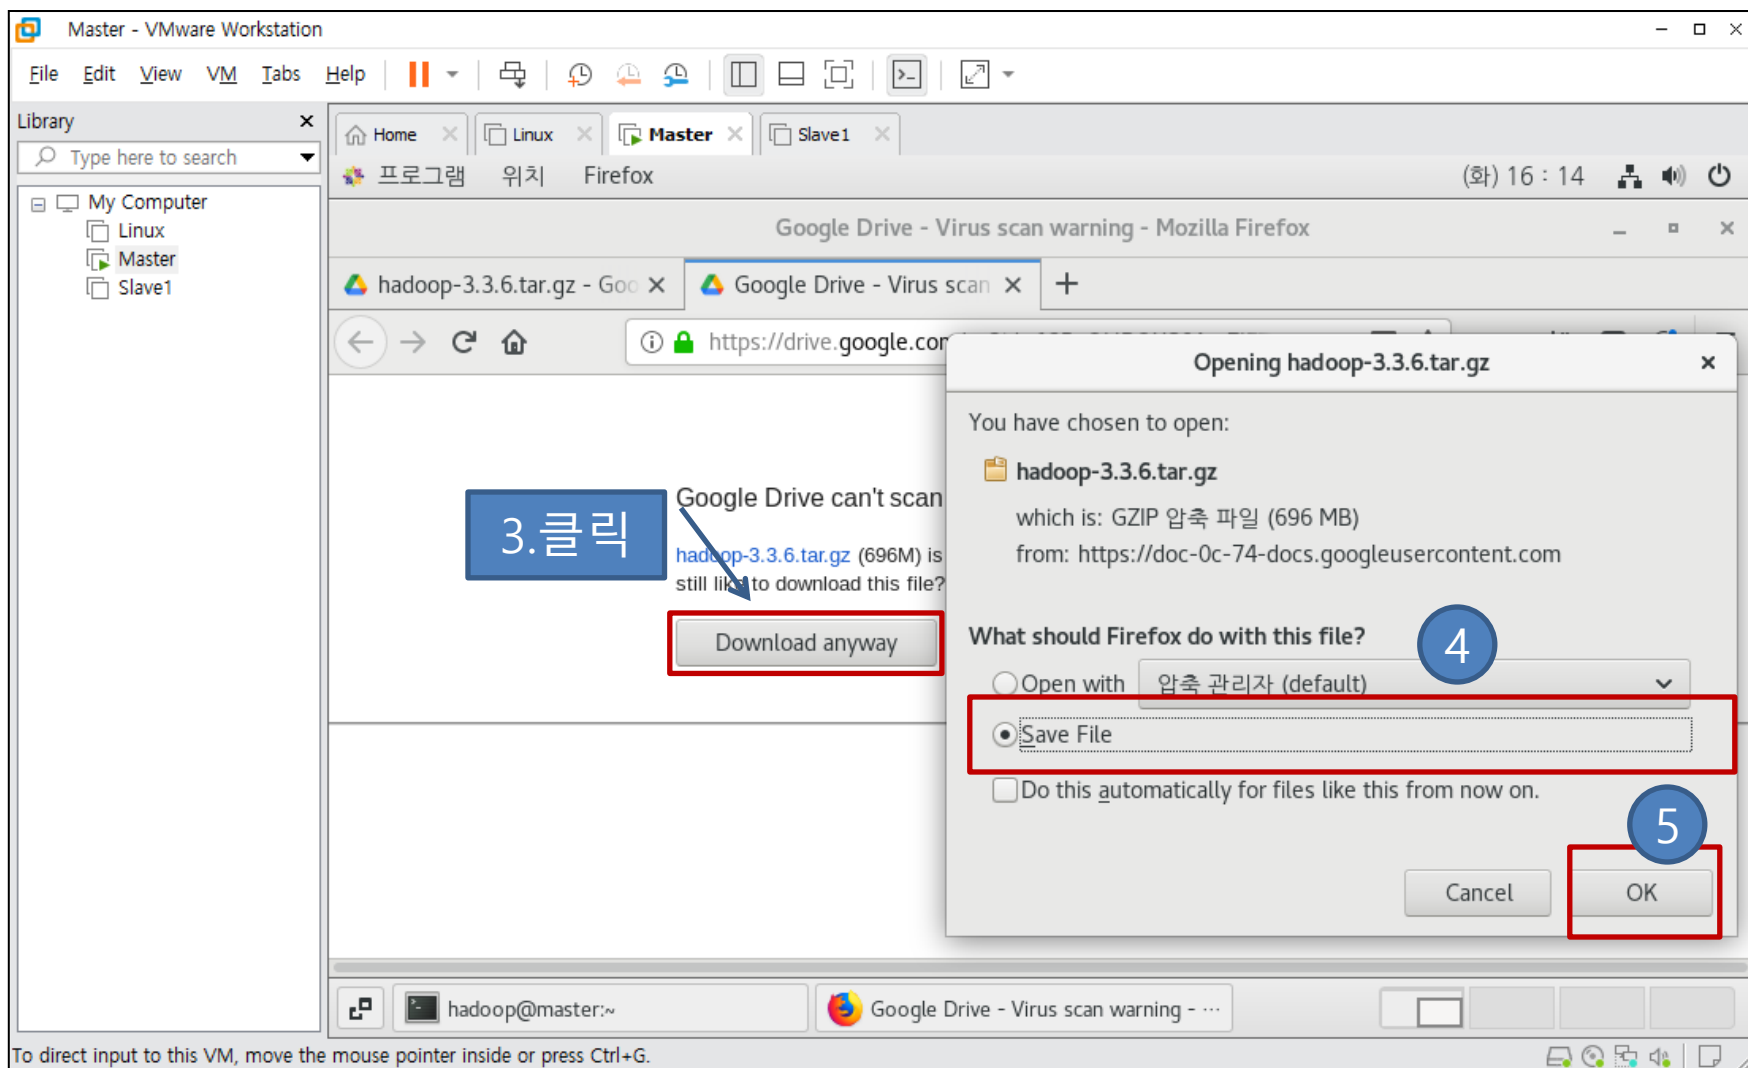 Master - VMware Workstation
File Edit View VM Tabs Help
Library
Type here to search
My Computer
Linux
Master
Slave1
Home
Linux
Master
Slave1
프로그램 위치 Firefox
(화) 16 : 14
Google Drive - Virus scan warning - Mozilla Firefox
hadoop-3.3.6.tar.gz - Goo
Google Drive - Virus scan
https://drive.google.com
Google Drive can't scan
hadoop-3.3.6.tar.gz (696M) is
still like to download this file?
Download anyway
3.클릭
Opening hadoop-3.3.6.tar.gz
You have chosen to open:
hadoop-3.3.6.tar.gz
which is: GZIP 압축 파일 (696 MB)
from: https://doc-0c-74-docs.googleusercontent.com
What should Firefox do with this file?
4
Open with 압축 관리자 (default)
Save File
Do this automatically for files like this from now on.
5
Cancel OK
hadoop@master:~
Google Drive - Virus scan warning - ···
To direct input to this VM, move the mouse pointer inside or press Ctrl+G.